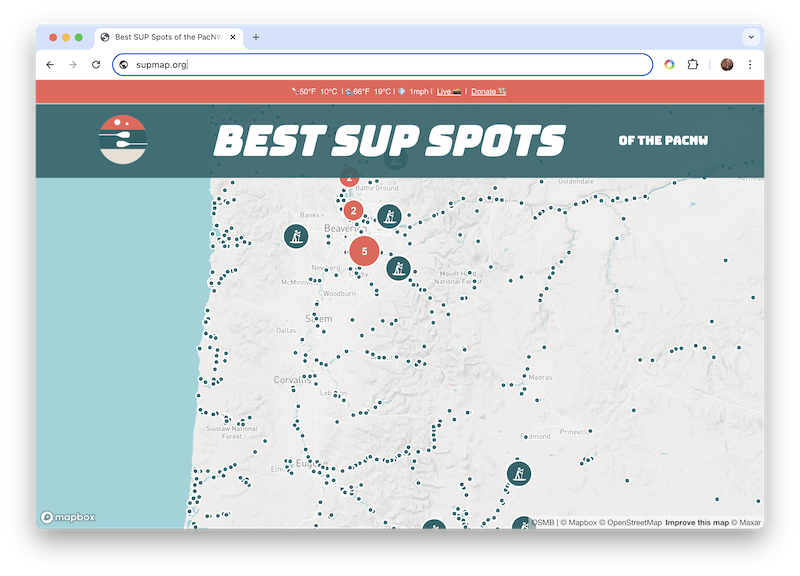 Best SUP Spots of the PacNW
supmap.org
50°F 10°C | 66°F 19°C | 1mph | Live | Donate
BEST SUP SPOTS
OF THE PACNW
Goldendale
2
Battle Ground
2
Banks
Beaverton
5
Newberg
McMinn
Mount Hood
National Forest
Woodburn
Salem
Dallas
Corvallis
Madras
Siuslaw National
Forest
Redmond
Prineville
Eugene
mapbox
OSMB | © Mapbox © OpenStreetMap Improve this map © Maxar